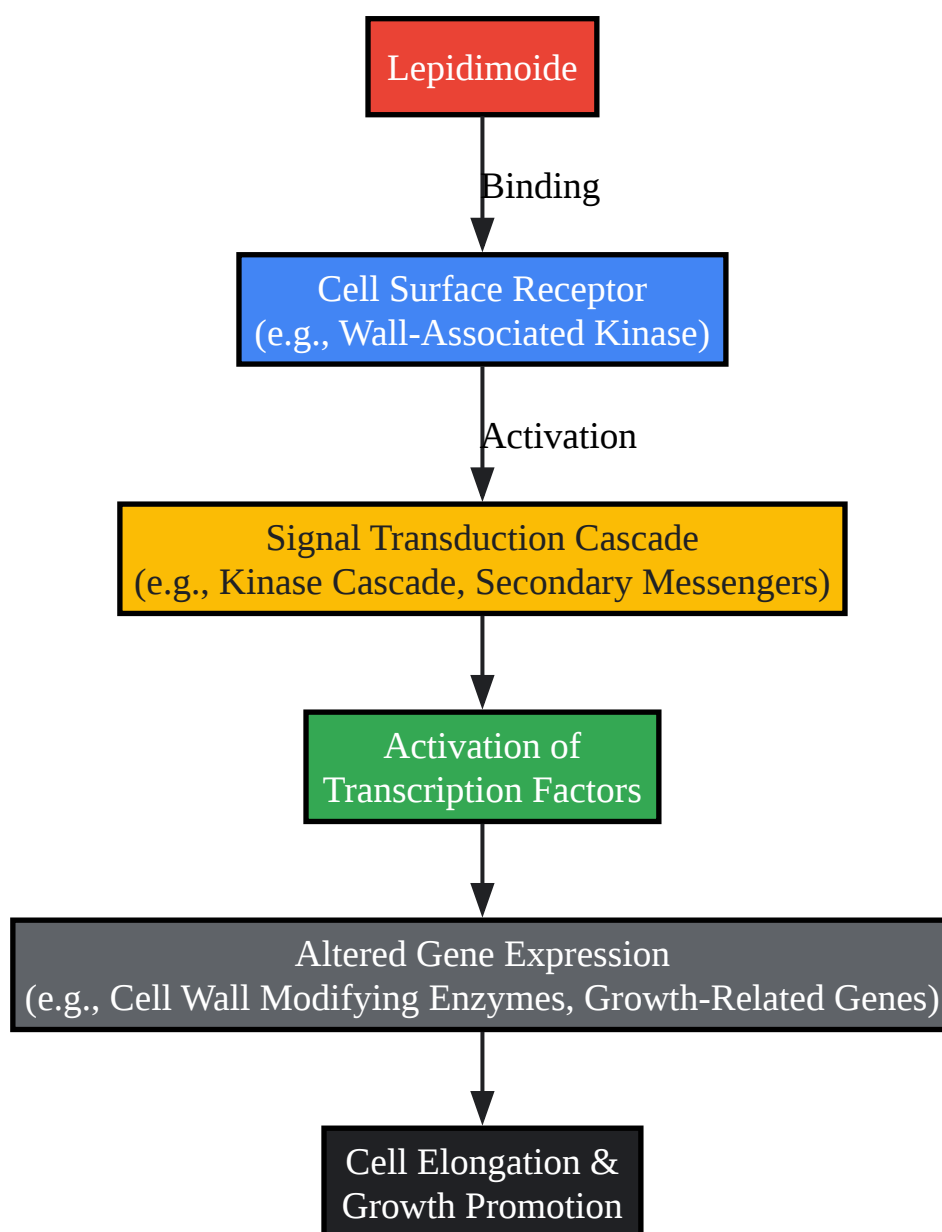 Lepidimoide
Binding
Cell Surface Receptor
(e.g., Wall-Associated Kinase)
Activation
Signal Transduction Cascade
(e.g., Kinase Cascade, Secondary Messengers)
Activation of
Transcription Factors
Altered Gene Expression
(e.g., Cell Wall Modifying Enzymes, Growth-Related Genes)
Cell Elongation &
Growth Promotion